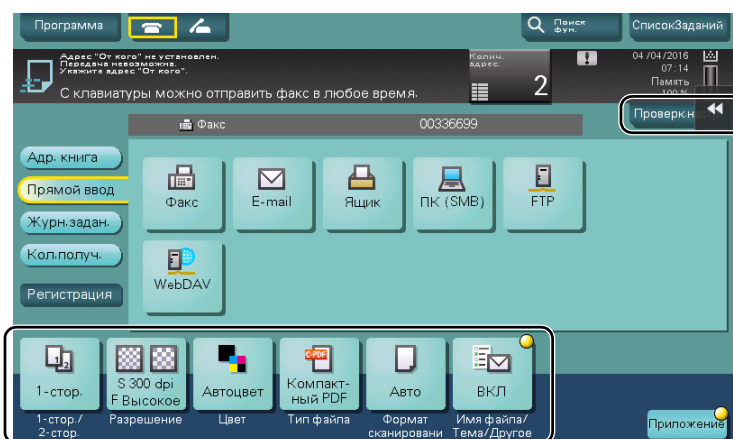 Программа
Поиск
фун.
СписокЗаданий
Адрес "От кого" не установлен.
Передача невозможна.
Укажите адрес "От кого".
С клавиатуры можно отправить факс в любое время.
Колич.
адрес.
2
04/04/2016
07:14
Память
100 %
Проверк.н
Факс 00336699
Адр. книга
Прямой ввод
Журн.задан.
Кол.получ.
Регистрация
Факс
E-mail
Ящик
ПК (SMB)
FTP
WebDAV
1-стор.
S 300 dpi
F Высокое
Автоцвет
C-PDF
Компакт-
ный PDF
Авто
ВКЛ
1-стор./
2-стор.
Разрешение
Цвет
Тип файла
Формат
сканировани
Имя файла/
Тема/Другое
Приложение